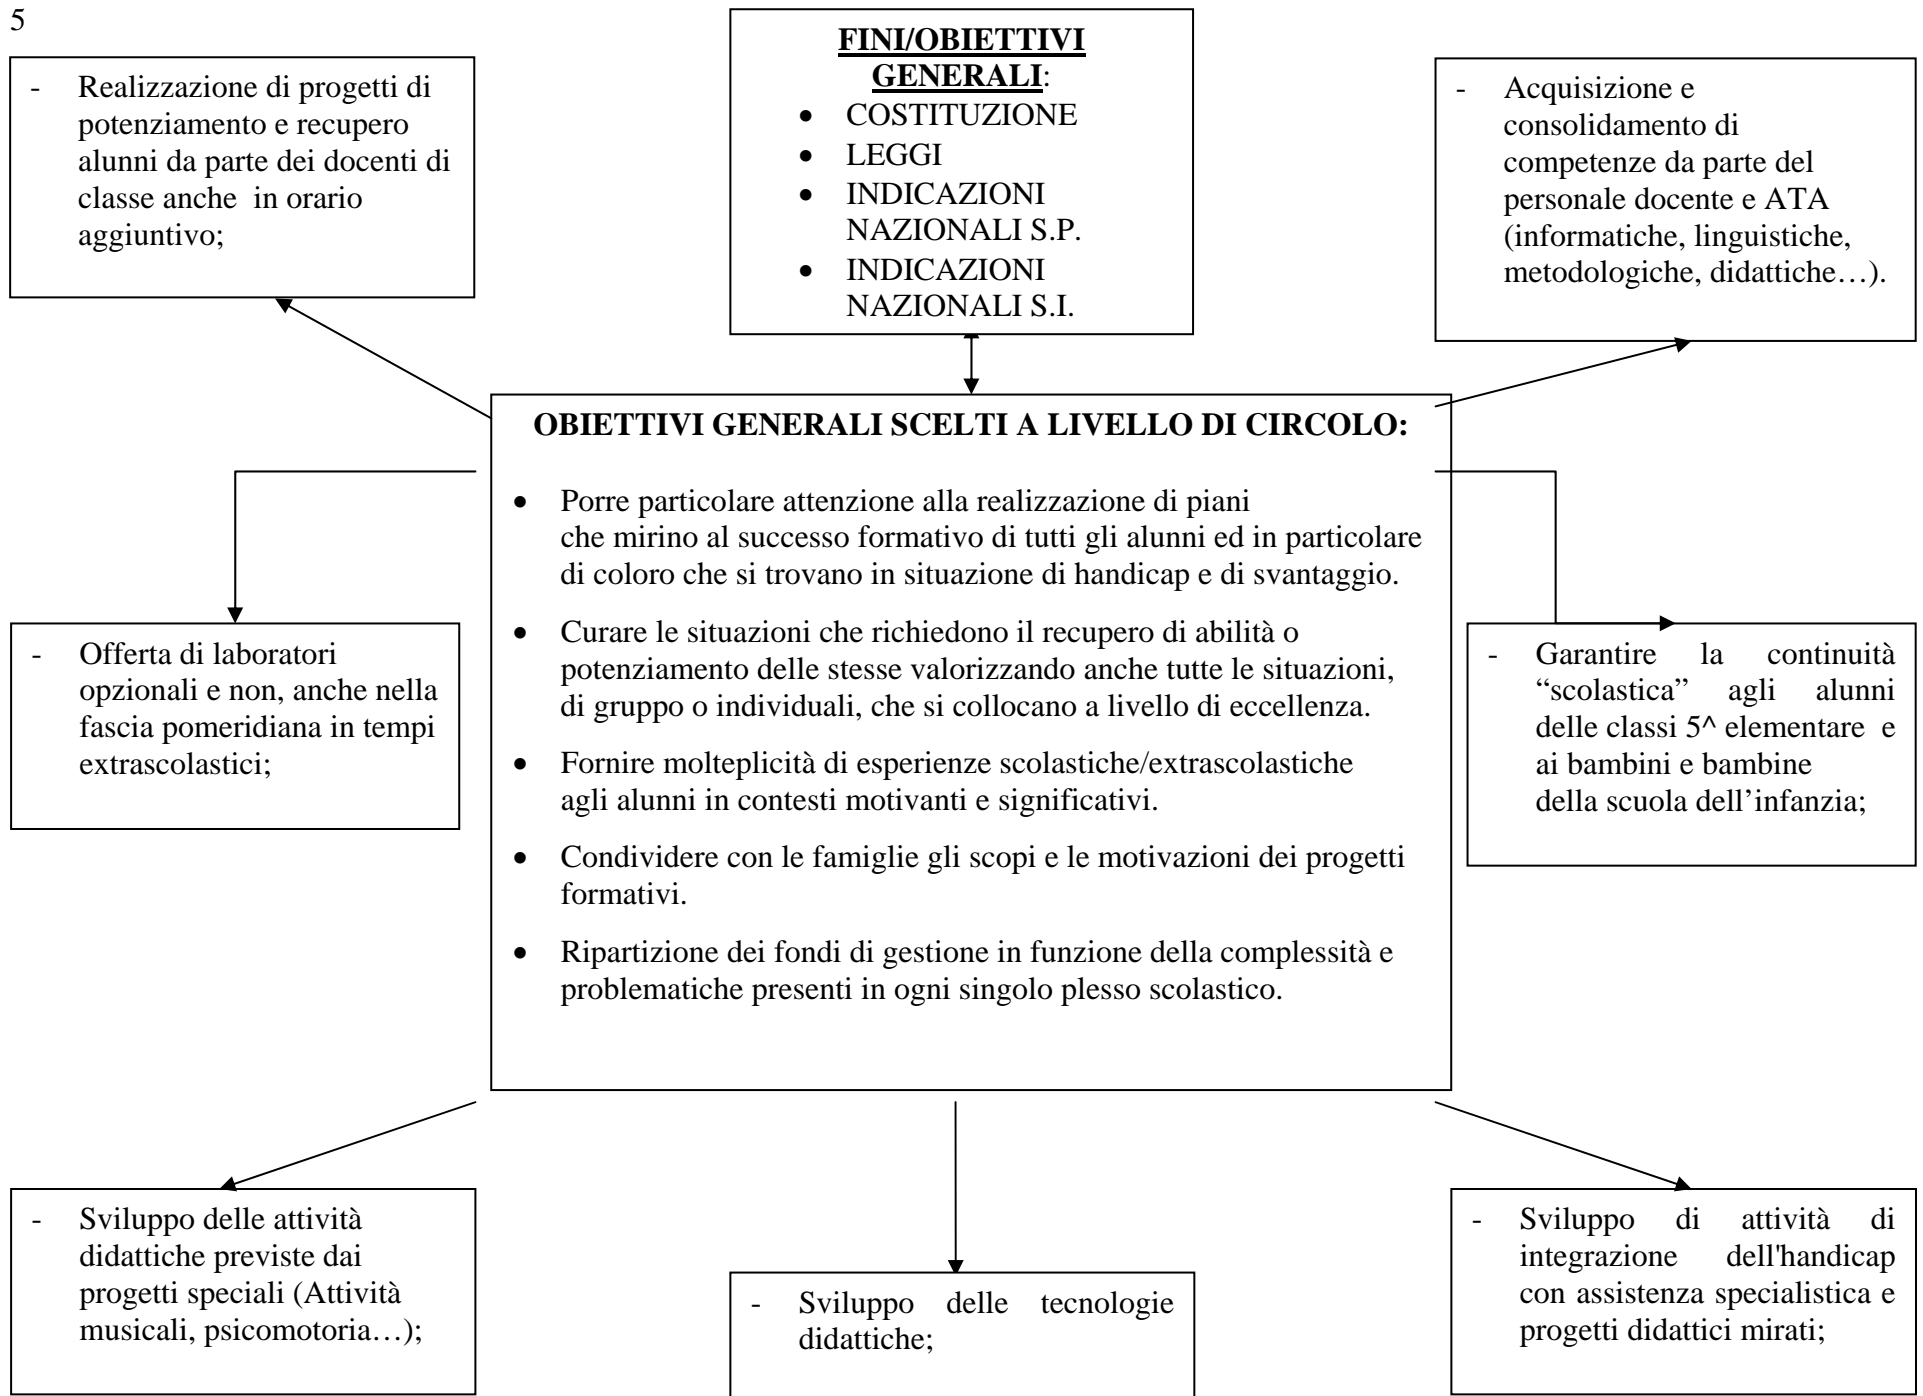 5
FINI/OBIETTIVI
GENERALI:
• COSTITUZIONE
• LEGGI
• INDICAZIONI
NAZIONALI S.P.
• INDICAZIONI
NAZIONALI S.I.
- Realizzazione di progetti di
potenziamento e recupero
alunni da parte dei docenti di
classe anche in orario
aggiuntivo;
- Acquisizione e
consolidamento di
competenze da parte del
personale docente e ATA
(informatiche, linguistiche,
metodologiche, didattiche…).
OBIETTIVI GENERALI SCELTI A LIVELLO DI CIRCOLO:
• Porre particolare attenzione alla realizzazione di piani
che mirino al successo formativo di tutti gli alunni ed in particolare
di coloro che si trovano in situazione di handicap e di svantaggio.
• Curare le situazioni che richiedono il recupero di abilità o
potenziamento delle stesse valorizzando anche tutte le situazioni,
di gruppo o individuali, che si collocano a livello di eccellenza.
• Fornire molteplicità di esperienze scolastiche/extrascolastiche
agli alunni in contesti motivanti e significativi.
• Condividere con le famiglie gli scopi e le motivazioni dei progetti
formativi.
• Ripartizione dei fondi di gestione in funzione della complessità e
problematiche presenti in ogni singolo plesso scolastico.
- Offerta di laboratori
opzionali e non, anche nella
fascia pomeridiana in tempi
extrascolastici;
- Garantire la continuità
“scolastica” agli alunni
delle classi 5^ elementare e
ai bambini e bambine
della scuola dell’infanzia;
- Sviluppo delle attività
didattiche previste dai
progetti speciali (Attività
musicali, psicomotoria…);
- Sviluppo delle tecnologie
didattiche;
- Sviluppo di attività di
integrazione dell'handicap
con assistenza specialistica e
progetti didattici mirati;